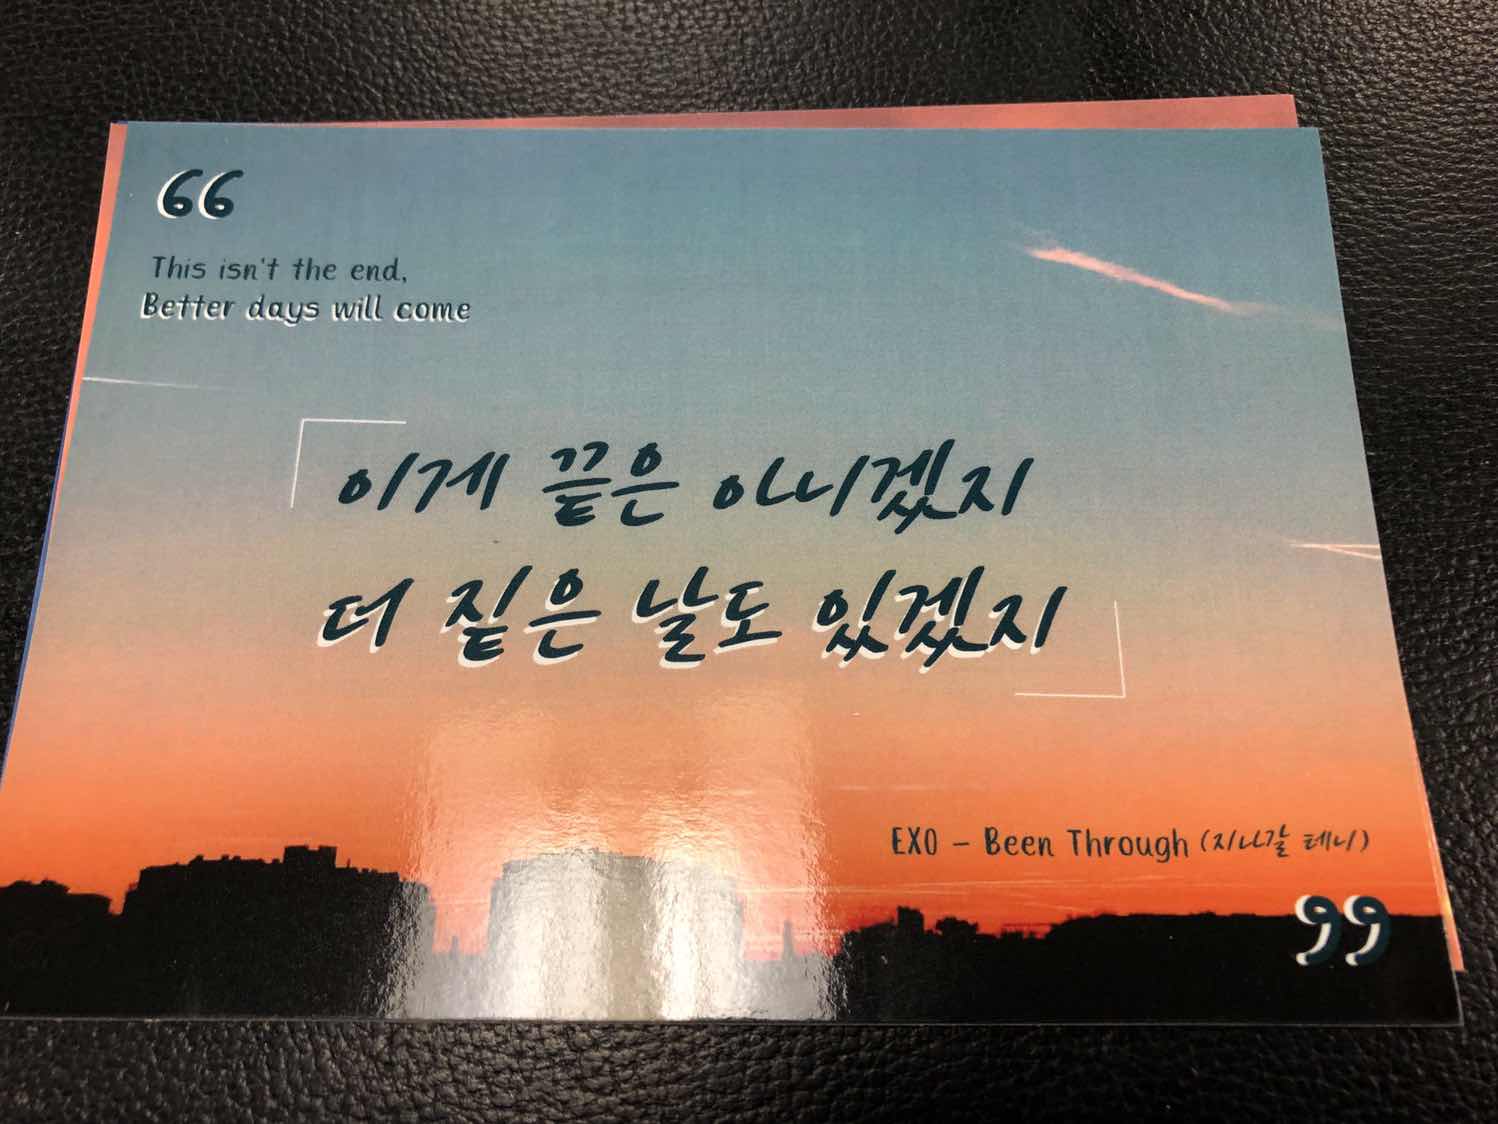 “
This isn't the end,
Better days will come
이게 끝은 아니겠지
더 짙은 날도 있겠지
EXO - Been Through (지나갈 테니)
”